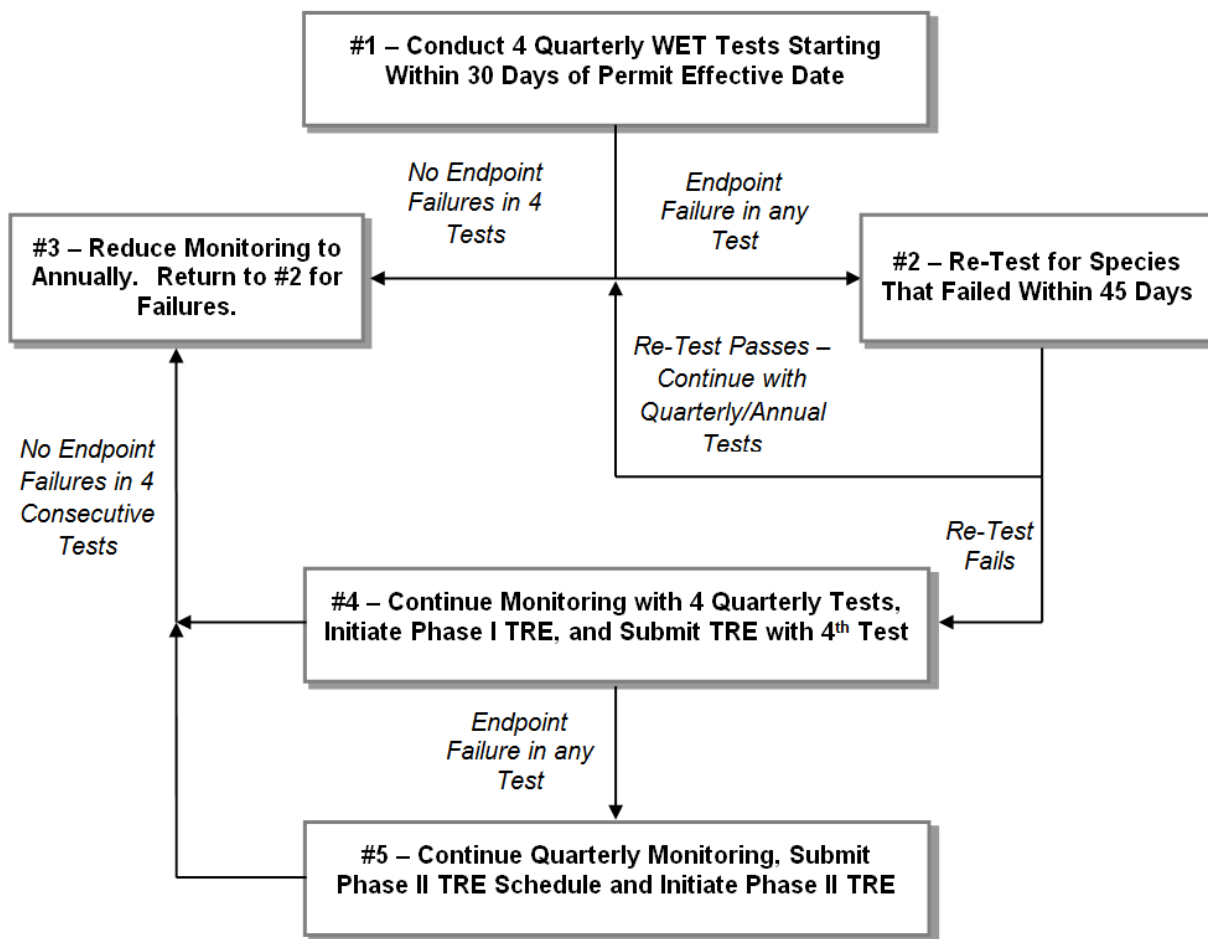 #1 – Conduct 4 Quarterly WET Tests Starting
Within 30 Days of Permit Effective Date
No Endpoint
Failures in 4
Tests
Endpoint
Failure in any
Test
#3 – Reduce Monitoring to
Annually. Return to #2 for
Failures.
#2 – Re-Test for Species
That Failed Within 45 Days
Re-Test Passes –
Continue with
Quarterly/Annual
Tests
No Endpoint
Failures in 4
Consecutive
Tests
Re-Test
Fails
#4 – Continue Monitoring with 4 Quarterly Tests,
Initiate Phase I TRE, and Submit TRE with 4th Test
Endpoint
Failure in any
Test
#5 – Continue Quarterly Monitoring, Submit
Phase II TRE Schedule and Initiate Phase II TRE